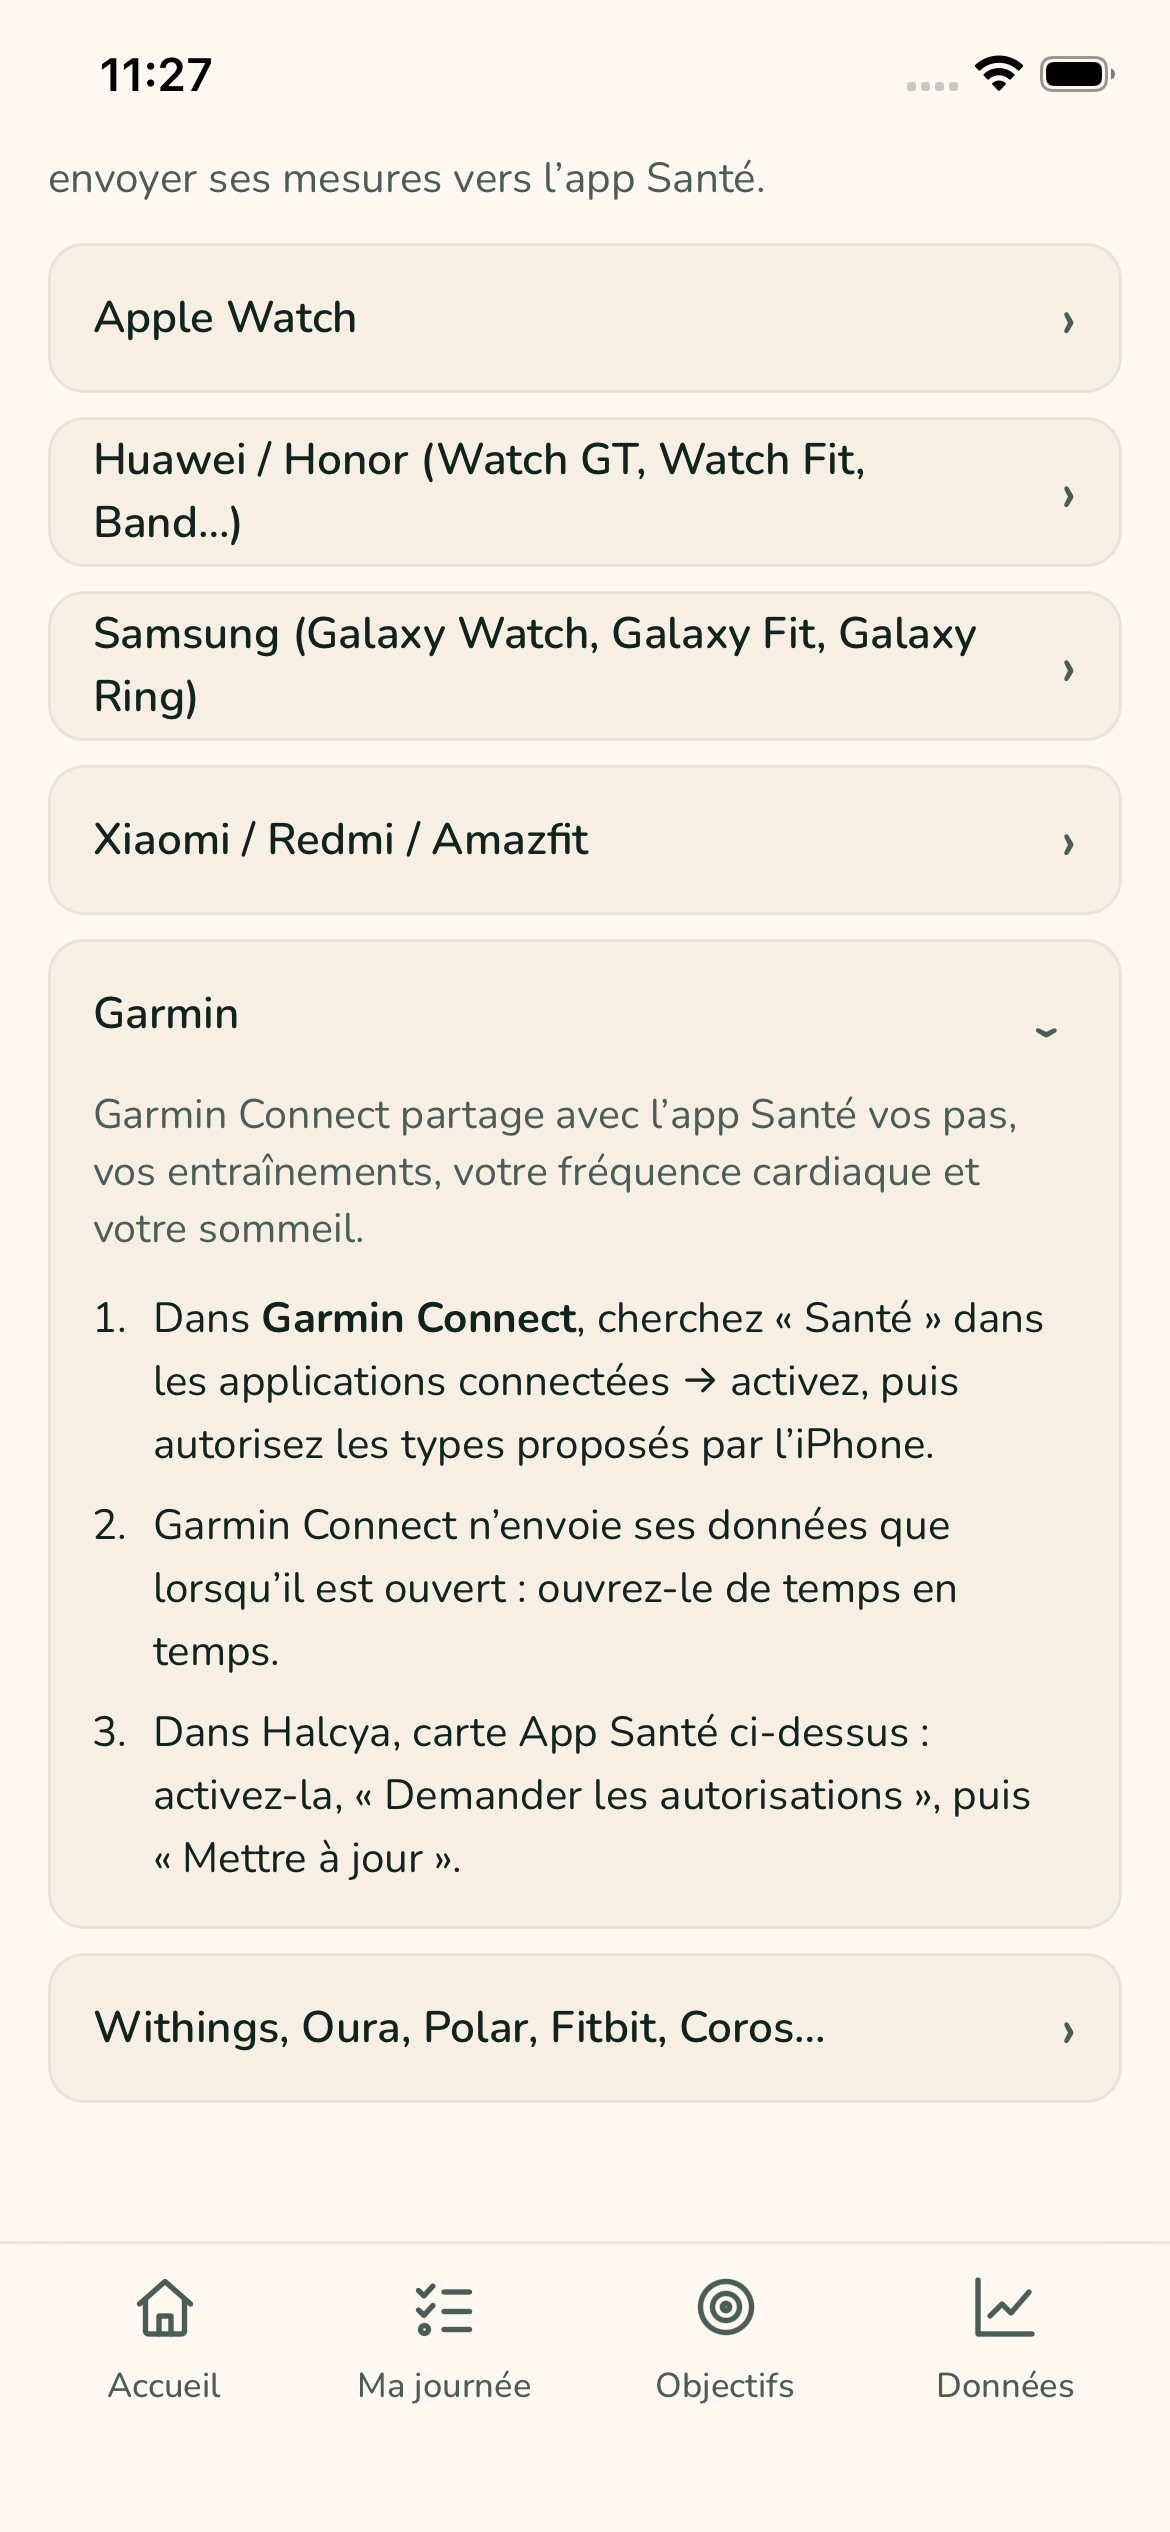 11:27
envoyer ses mesures vers l’app Santé.
Apple Watch
Huawei / Honor (Watch GT, Watch Fit,
Band…)
Samsung (Galaxy Watch, Galaxy Fit, Galaxy
Ring)
Xiaomi / Redmi / Amazfit
Garmin
Garmin Connect partage avec l’app Santé vos pas,
vos entraînements, votre fréquence cardiaque et
votre sommeil.
1. Dans Garmin Connect, cherchez « Santé » dans
les applications connectées → activez, puis
autorisez les types proposés par l’iPhone.
2. Garmin Connect n’envoie ses données que
lorsqu’il est ouvert : ouvrez-le de temps en
temps.
3. Dans Halcya, carte App Santé ci-dessus :
activez-la, « Demander les autorisations », puis
« Mettre à jour ».
Withings, Oura, Polar, Fitbit, Coros…
Accueil
Ma journée
Objectifs
Données